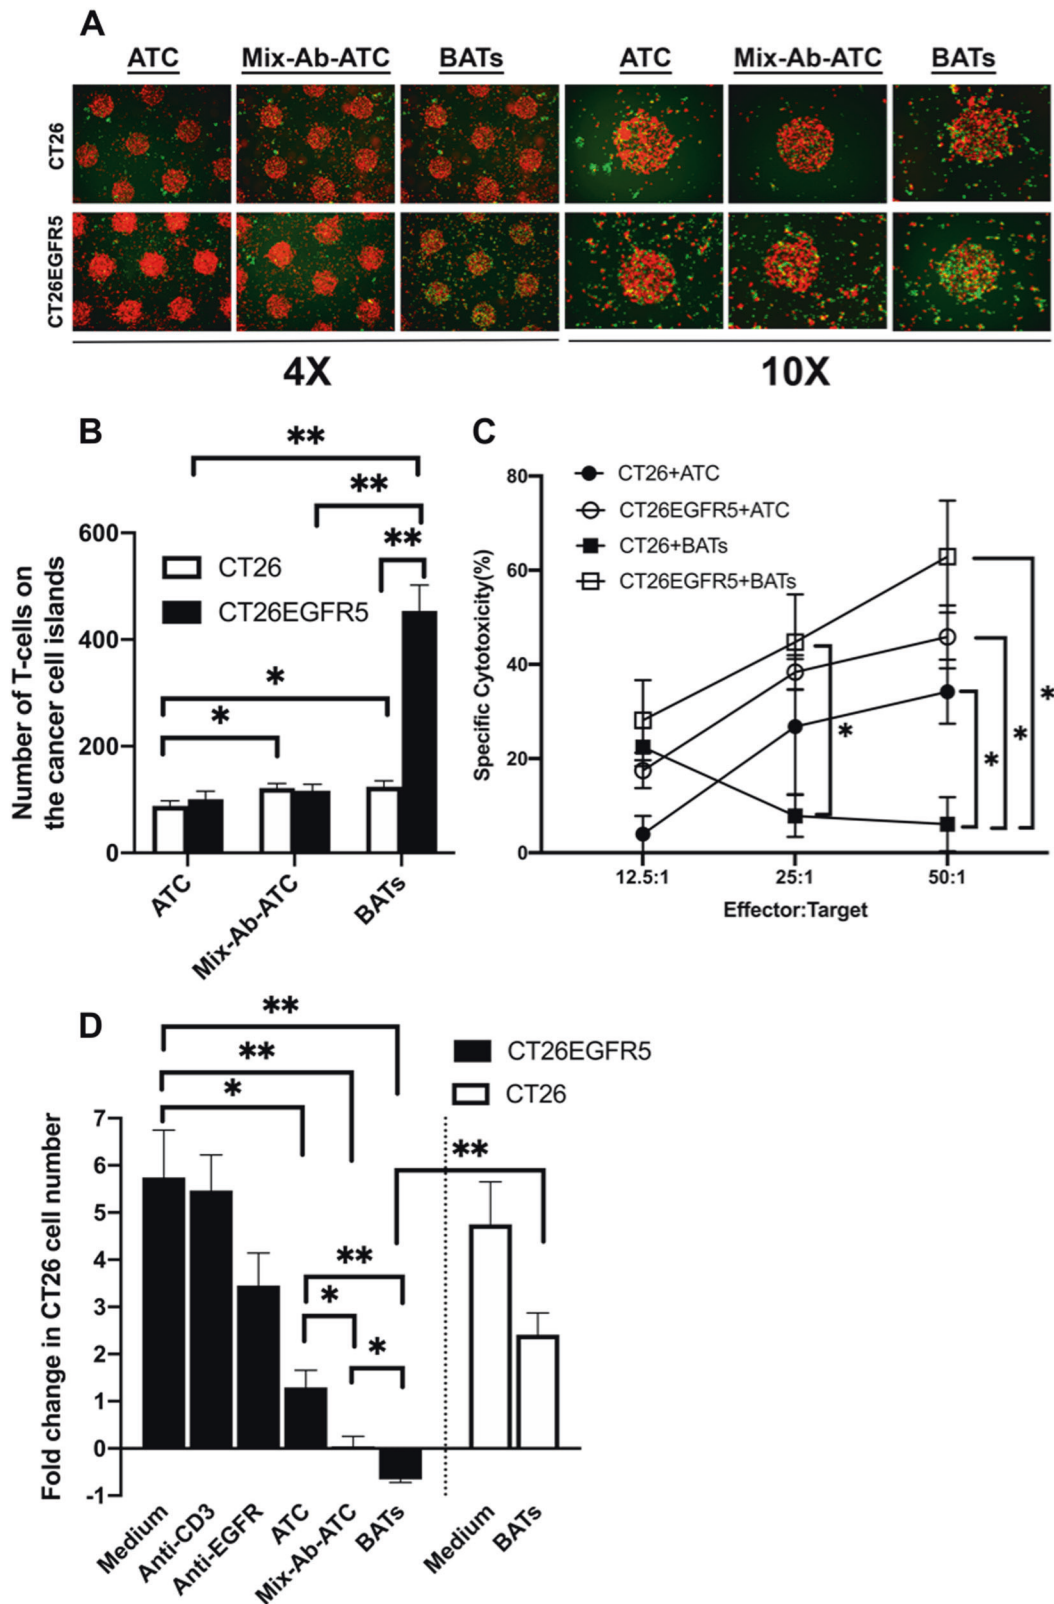 A
ATC Mix-Ab-ATC BATs ATC Mix-Ab-ATC BATs
CT26
CT26EGFR5
4X 10X
B
**
**
**
*
*
Number of T-cells on
the cancer cell islands
600
400
200
0
CT26
CT26EGFR5
ATC
Mix-Ab-ATC
BATs
C
CT26+ATC
CT26EGFR5+ATC
CT26+BATs
CT26EGFR5+BATs
Specific Cytotoxicity(%)
80
60
40
20
0
*
*
*
*
12.5:1 25:1 50:1
Effector:Target
D
**
**
*
CT26EGFR5
CT26
**
**
*
*
Fold change in CT26 cell number
7
6
5
4
3
2
1
0
-1
Medium
Anti-CD3
Anti-EGFR
ATC
Mix-Ab-ATC
BATs
Medium
BATs